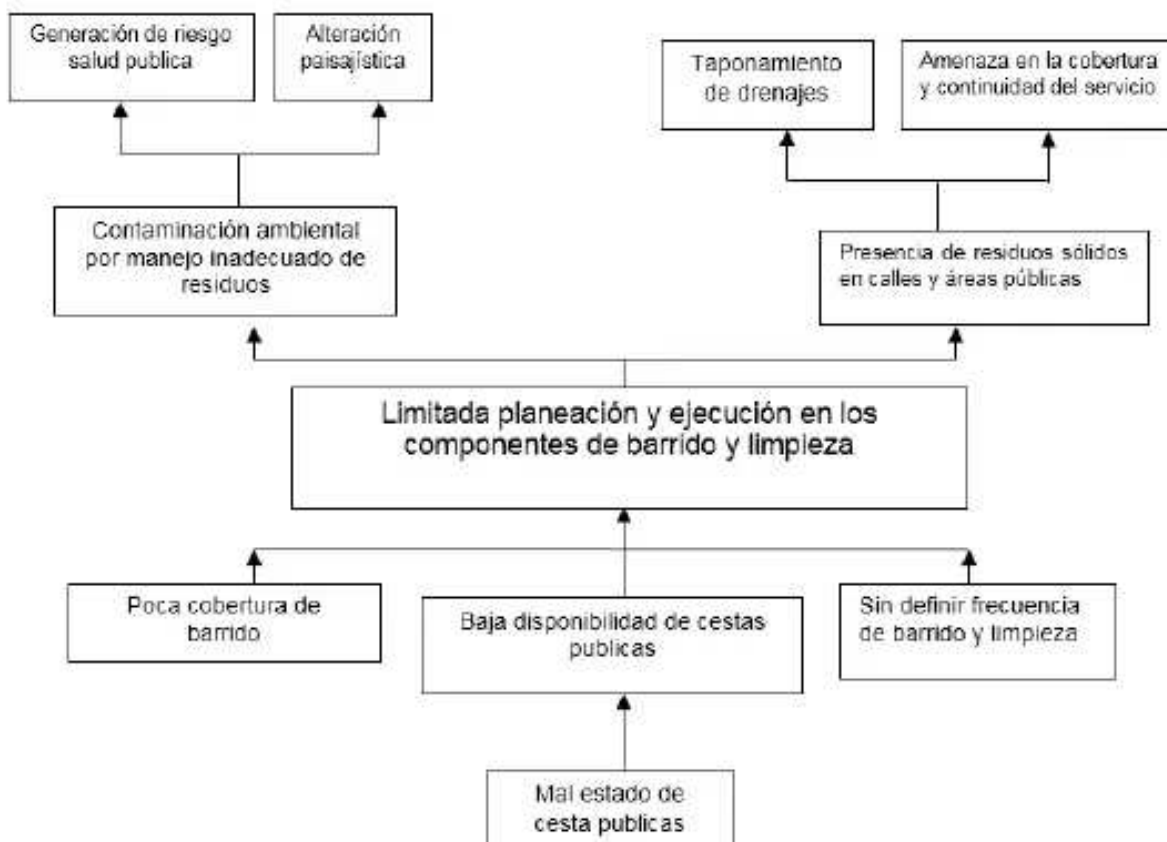 Generación de riesgo
salud publica
Alteración
paisajística
Taponamiento
de drenajes
Amenaza en la cobertura
y continuidad del servicio
Contaminación ambiental
por manejo inadecuado de
residuos
Presencia de residuos sólidos
en calles y áreas públicas
Limitada planeación y ejecución en los
componentes de barrido y limpieza
Poca cobertura de
barrido
Baja disponibilidad de cestas
publicas
Sin definir frecuencia
de barrido y limpieza
Mal estado de
cesta publicas